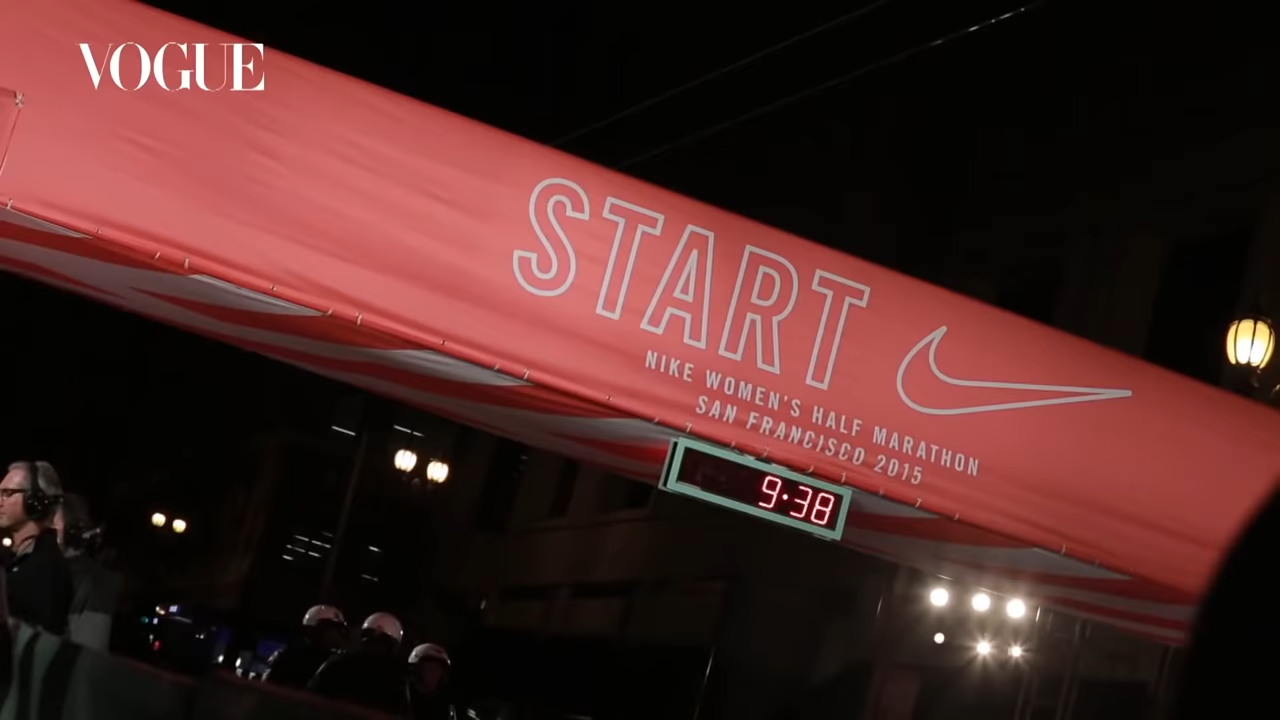 VOGUE
START
NIKE WOMEN'S HALF MARATHON
SAN FRANCISCO 2015
9:38